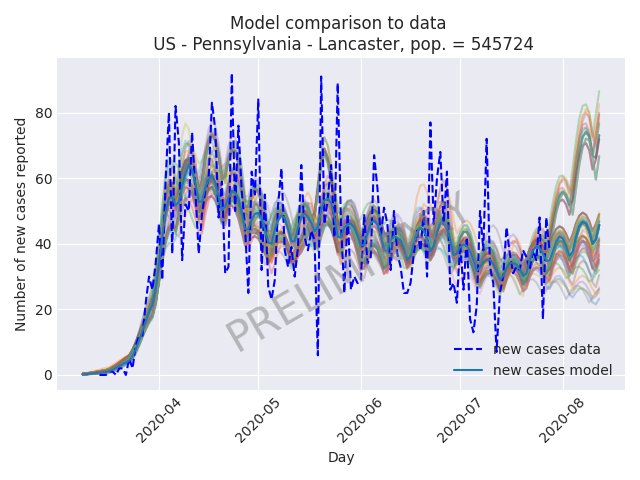 Model comparison to data
US - Pennsylvania - Lancaster, pop. = 545724
Number of new cases reported
80
60
40
20
0
PRELIMINARY
new cases data
new cases model
2020-04
2020-05
2020-06
2020-07
2020-08
Day